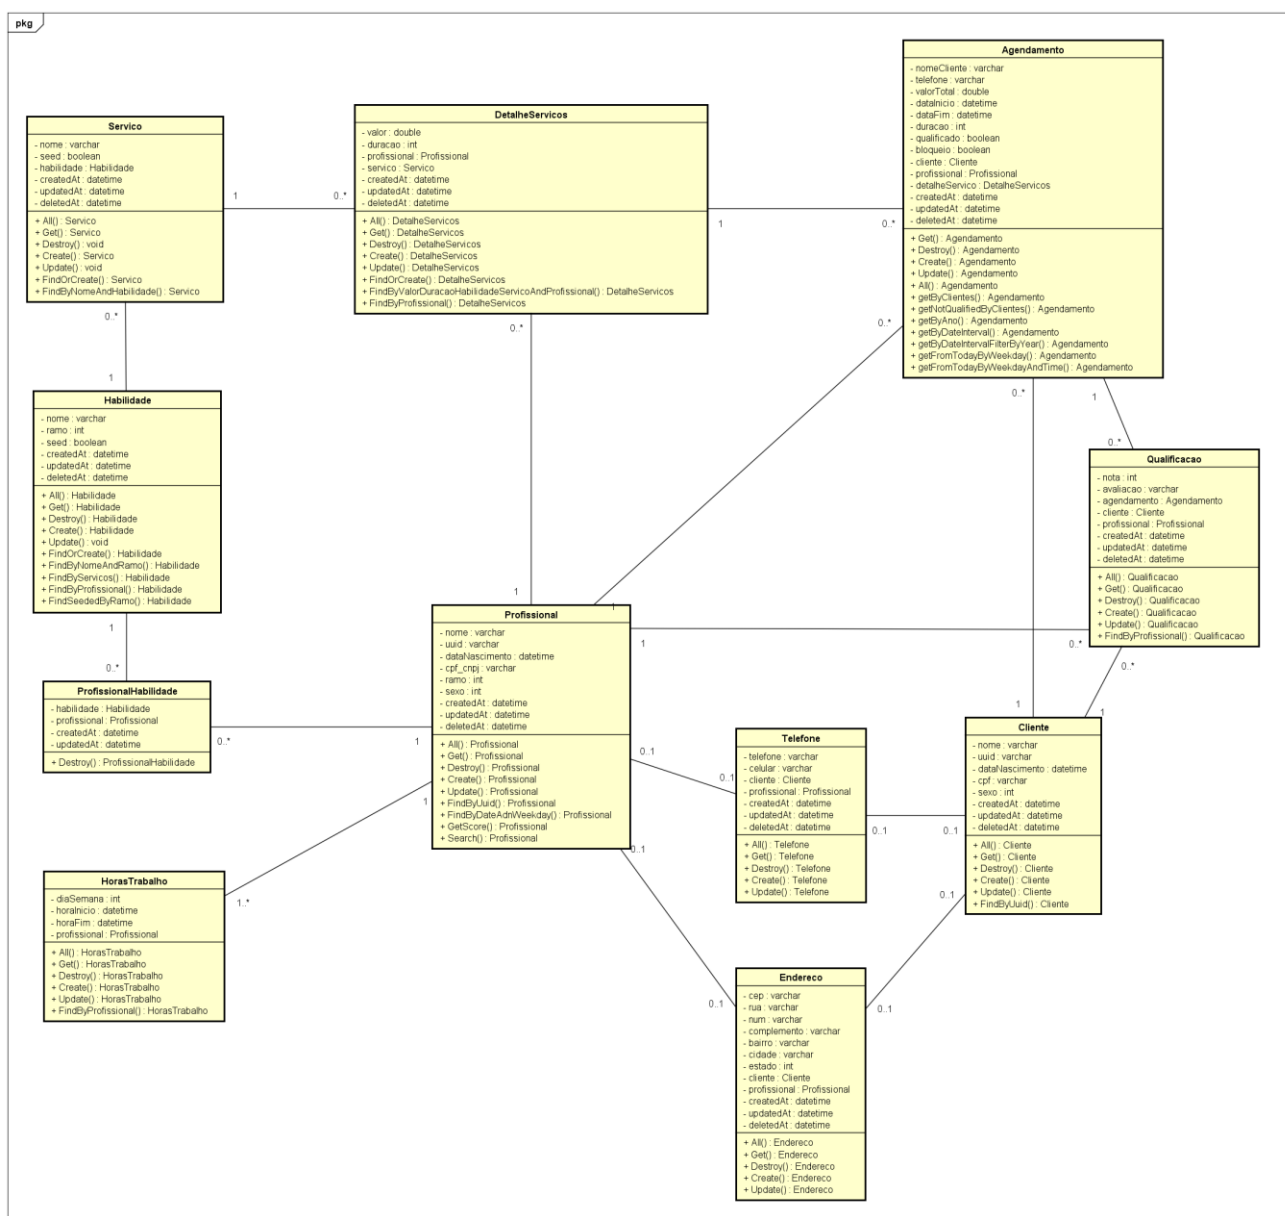 pkg
Servico
- nome : varchar
- seed : boolean
- habilidade : Habilidade
- createdAt : datetime
- updatedAt : datetime
- deletedAt : datetime
+ All() : Servico
+ Get() : Servico
+ Destroy() : void
+ Create() : Servico
+ Update() : void
+ FindOrCreate() : Servico
+ FindByNomeAndHabilidade() : Servico
1
0..*
DetalheServicos
- valor : double
- duracao : int
- profissional : Profissional
- servico : Servico
- createdAt : datetime
- updatedAt : datetime
- deletedAt : datetime
+ All() : DetalheServicos
+ Get() : DetalheServicos
+ Destroy() : DetalheServicos
+ Create() : DetalheServicos
+ Update() : DetalheServicos
+ FindOrCreate() : DetalheServicos
+ FindByValorDuracaoHabilidadeServicoAndProfissional() : DetalheServicos
+ FindByProfissional() : DetalheServicos
1
0..*
Agendamento
- nomeCliente : varchar
- telefone : varchar
- valorTotal : double
- dataInicio : datetime
- dataFim : datetime
- duracao : int
- qualificado : boolean
- bloqueio : boolean
- cliente : Cliente
- profissional : Profissional
- detalheServico : DetalheServicos
- createdAt : datetime
- updatedAt : datetime
- deletedAt : datetime
+ Get() : Agendamento
+ Destroy() : Agendamento
+ Create() : Agendamento
+ Update() : Agendamento
+ All() : Agendamento
+ getByClientes() : Agendamento
+ getNotQualifiedByClientes() : Agendamento
+ getByAno() : Agendamento
+ getByDateInterval() : Agendamento
+ getByDateIntervalFilterByYear() : Agendamento
+ getFromTodayByWeekday() : Agendamento
+ getFromTodayByWeekdayAndTime() : Agendamento
0..*
0..*
0..*
0..*
1
1
0..*
Habilidade
- nome : varchar
- ramo : int
- seed : boolean
- createdAt : datetime
- updatedAt : datetime
- deletedAt : datetime
+ All() : Habilidade
+ Get() : Habilidade
+ Destroy() : Habilidade
+ Create() : Habilidade
+ Update() : void
+ FindOrCreate() : Habilidade
+ FindByNomeAndRamo() : Habilidade
+ FindByServicos() : Habilidade
+ FindByProfissional() : Habilidade
+ FindSeededByRamo() : Habilidade
Qualificacao
- nota : int
- avaliacao : varchar
- agendamento : Agendamento
- cliente : Cliente
- profissional : Profissional
- createdAt : datetime
- updatedAt : datetime
- deletedAt : datetime
+ All() : Qualificacao
+ Get() : Qualificacao
+ Destroy() : Qualificacao
+ Create() : Qualificacao
+ Update() : Qualificacao
+ FindByProfissional() : Qualificacao
1
1
1
0..*
1
0..*
0..*
Profissional
- nome : varchar
- uuid : varchar
- dataNascimento : datetime
- cpf_cnpj : varchar
- ramo : int
- sexo : int
- createdAt : datetime
- updatedAt : datetime
- deletedAt : datetime
+ All() : Profissional
+ Get() : Profissional
+ Destroy() : Profissional
+ Create() : Profissional
+ Update() : Profissional
+ FindByUuid() : Profissional
+ FindByDateAdnWeekday() : Profissional
+ GetScore() : Profissional
+ Search() : Profissional
ProfissionalHabilidade
- habilidade : Habilidade
- profissional : Profissional
- createdAt : datetime
- updatedAt : datetime
+ Destroy() : ProfissionalHabilidade
0..*
1
1
1
Cliente
- nome : varchar
- uuid : varchar
- dataNascimento : datetime
- cpf : varchar
- sexo : int
- createdAt : datetime
- updatedAt : datetime
- deletedAt : datetime
+ All() : Cliente
+ Get() : Cliente
+ Destroy() : Cliente
+ Create() : Cliente
+ Update() : Cliente
+ FindByUuid() : Cliente
Telefone
- telefone : varchar
- celular : varchar
- cliente : Cliente
- profissional : Profissional
- createdAt : datetime
- updatedAt : datetime
- deletedAt : datetime
+ All() : Telefone
+ Get() : Telefone
+ Destroy() : Telefone
+ Create() : Telefone
+ Update() : Telefone
0..1
0..1
0..1
0..1
1
0..1
0..1
HorasTrabalho
- diaSemana : int
- horaInicio : datetime
- horaFim : datetime
- profissional : Profissional
+ All() : HorasTrabalho
+ Get() : HorasTrabalho
+ Destroy() : HorasTrabalho
+ Create() : HorasTrabalho
+ Update() : HorasTrabalho
+ FindByProfissional() : HorasTrabalho
1..*
Endereco
- cep : varchar
- rua : varchar
- num : varchar
- complemento : varchar
- bairro : varchar
- cidade : varchar
- estado : int
- cliente : Cliente
- profissional : Profissional
- createdAt : datetime
- updatedAt : datetime
- deletedAt : datetime
+ All() : Endereco
+ Get() : Endereco
+ Destroy() : Endereco
+ Create() : Endereco
+ Update() : Endereco
0..1
0..1